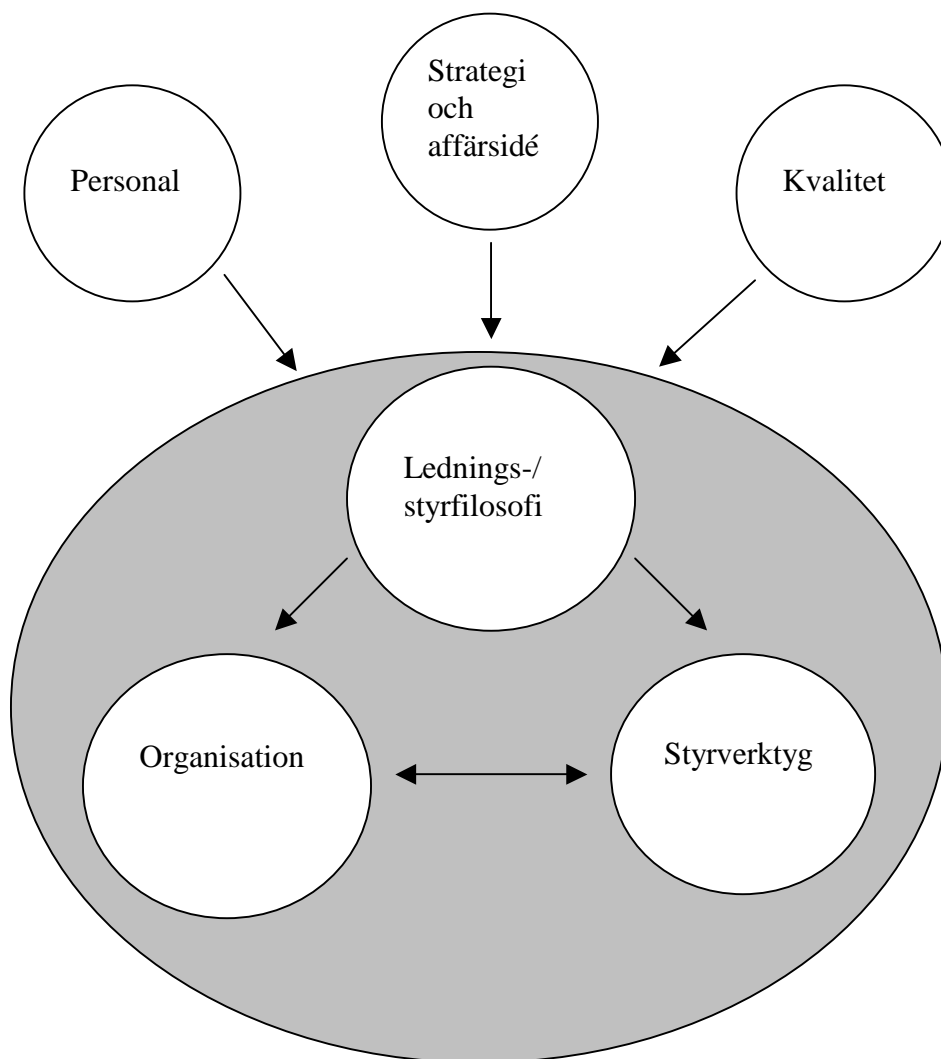 Strategi
och
affärsidé
Personal
Kvalitet
Lednings-/
styrfilosofi
Organisation
Styrverktyg